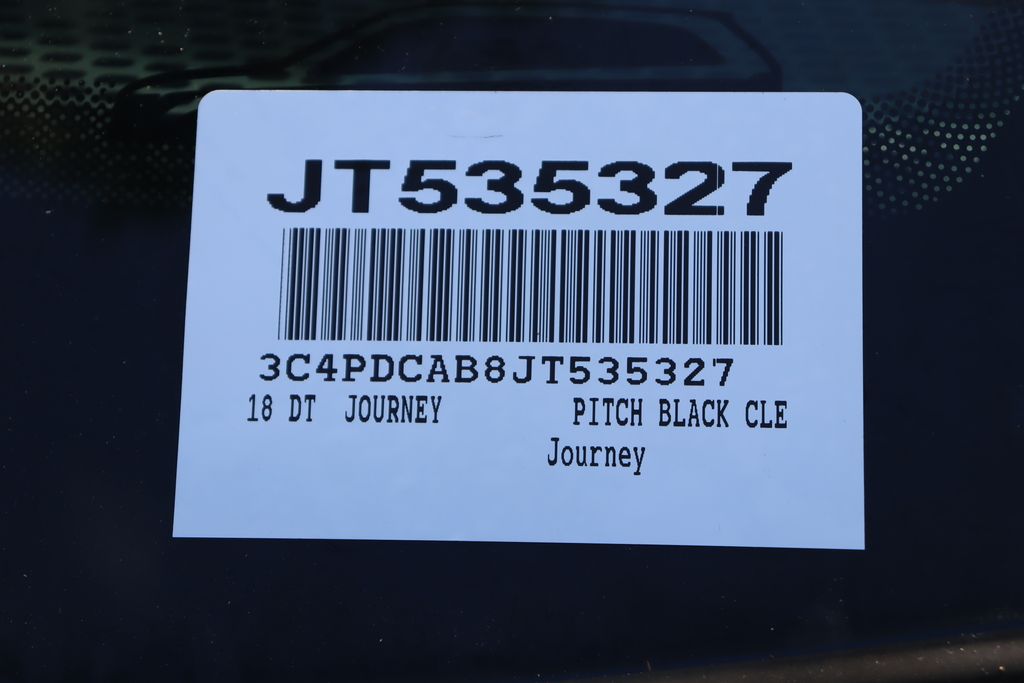 JT535327
3C4PDCAB8JT535327
18 DT JOURNEY PITCH BLACK CLE
Journey